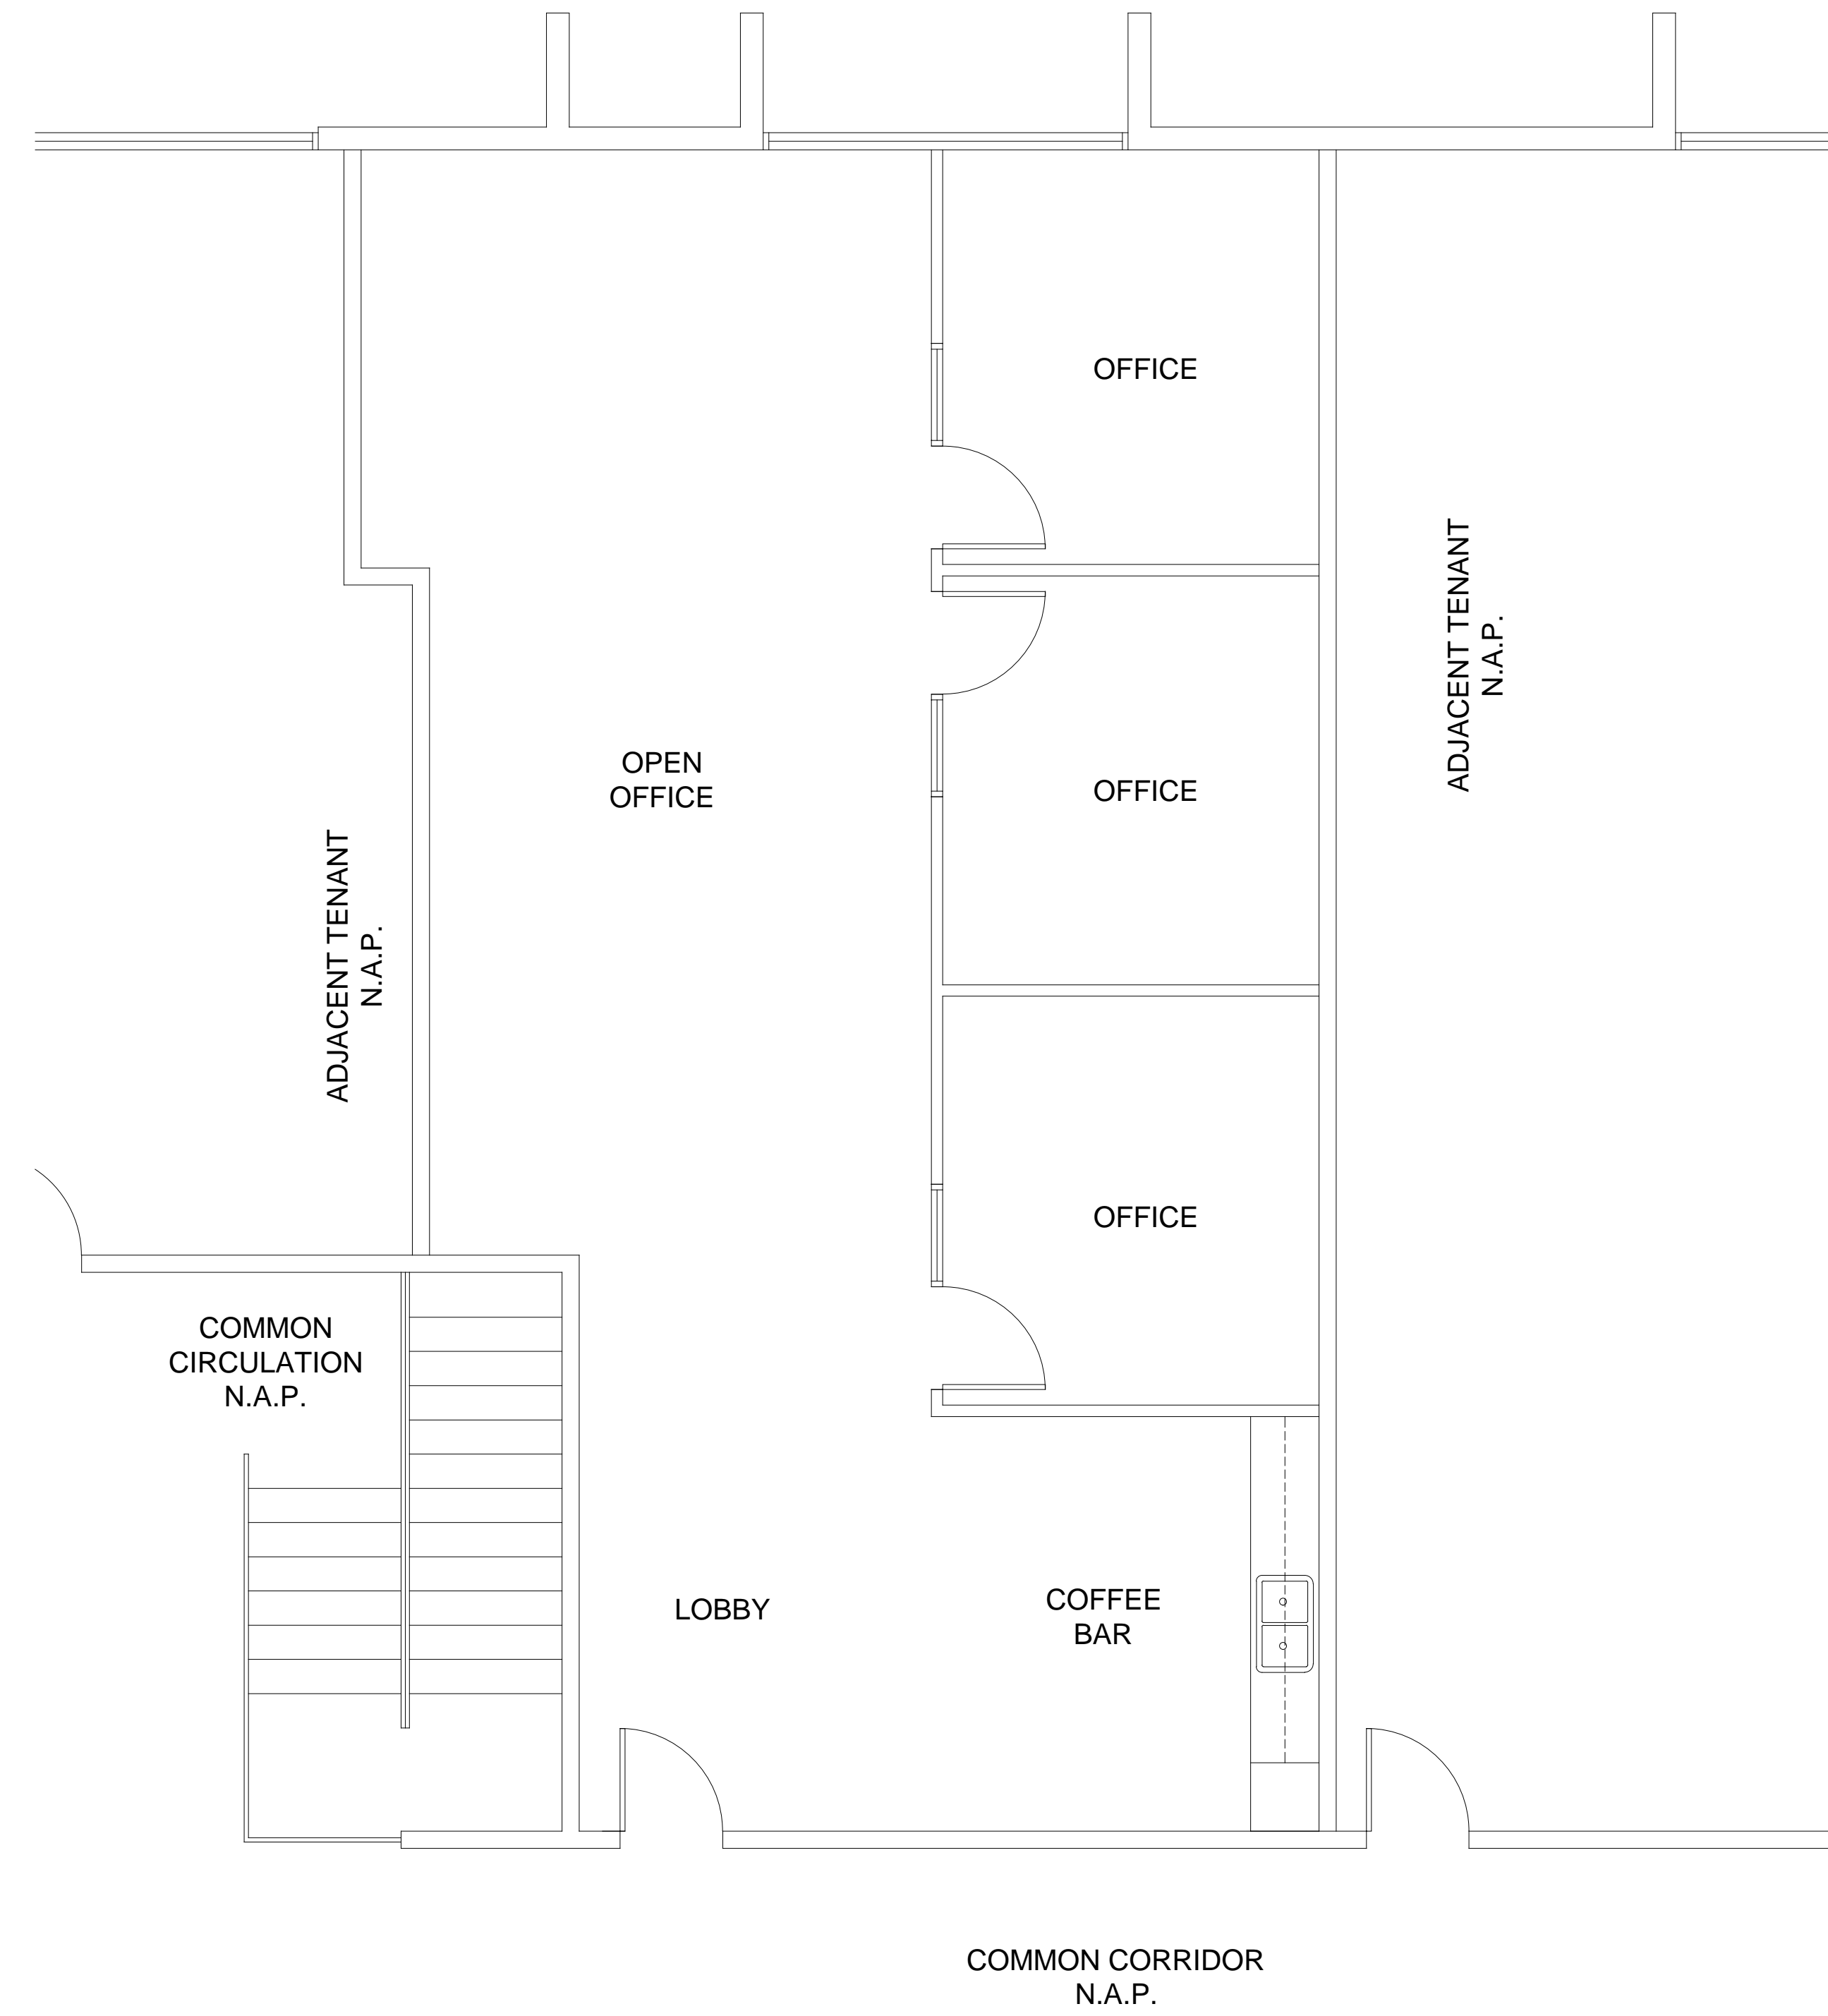 OFFICE
ADJACENT TENANT
N.A.P.
OPEN
OFFICE
OFFICE
ADJACENT TENANT
N.A.P.
OFFICE
COMMON
CIRCULATION
N.A.P.
LOBBY
COFFEE
BAR
COMMON CORRIDOR
N.A.P.